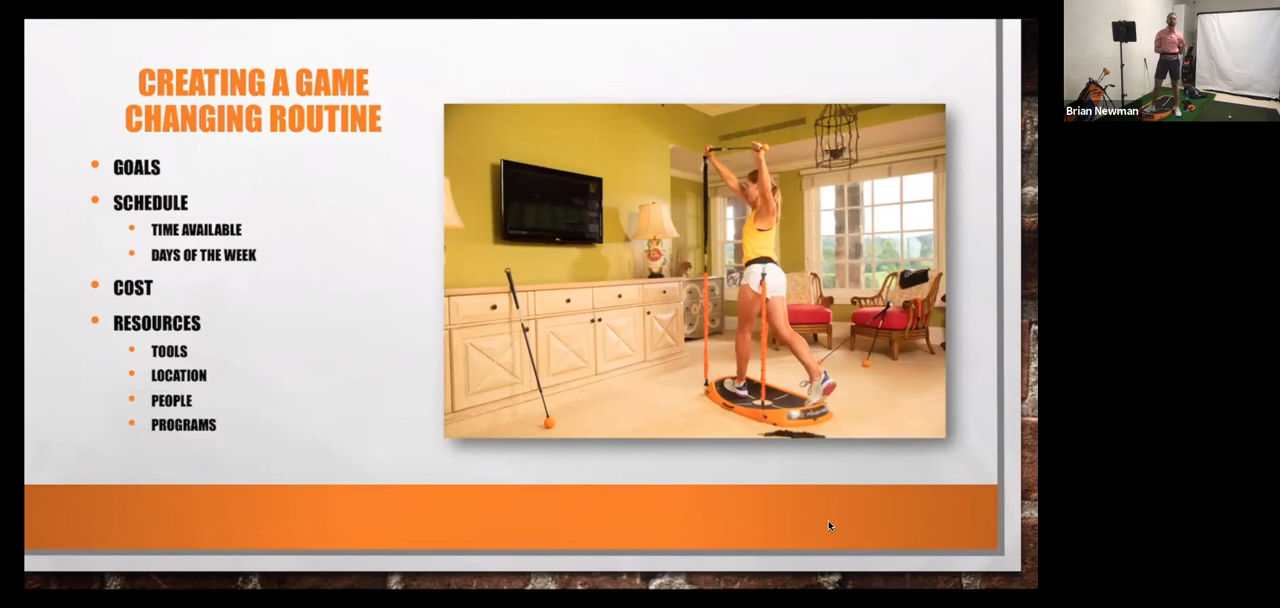 CREATING A GAME
CHANGING ROUTINE
GOALS
SCHEDULE
TIME AVAILABLE
DAYS OF THE WEEK
COST
RESOURCES
TOOLS
LOCATION
PEOPLE
PROGRAMS
Brian Newman